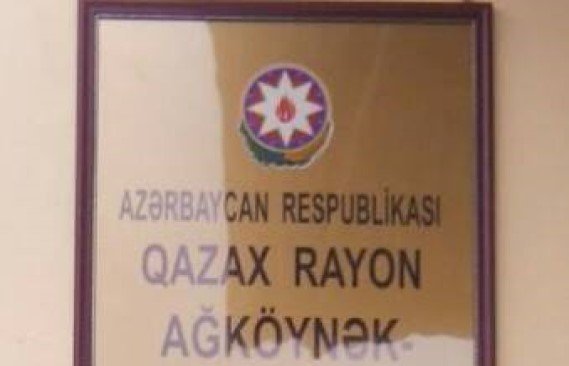 AZƏRBAYCAN RESPUBLİKASI
QAZAX RAYON
AĞKÖYNƏK-